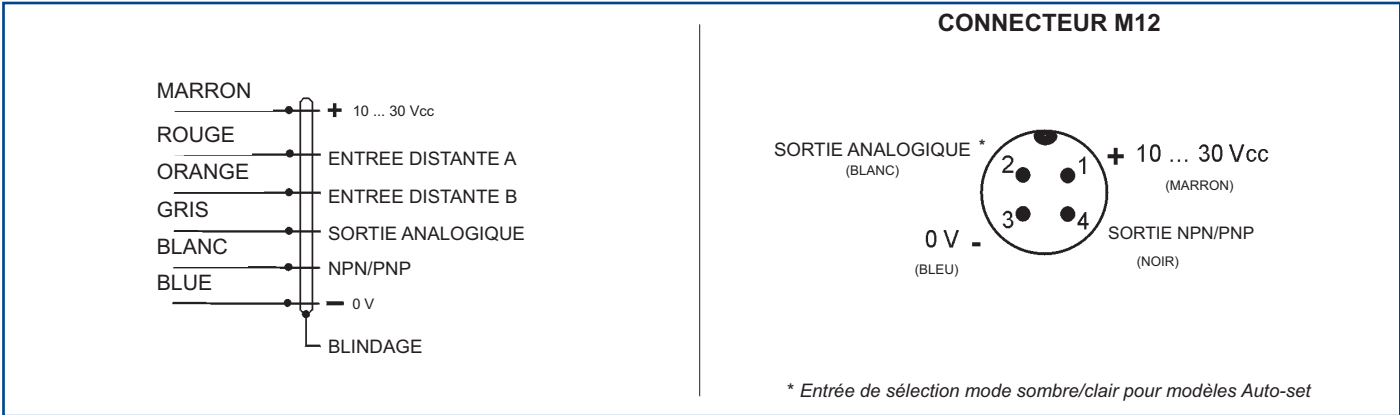 MARRON
+ 10 ... 30 Vcc
ROUGE
ENTREE DISTANTE A
ORANGE
ENTREE DISTANTE B
GRIS
SORTIE ANALOGIQUE
BLANC
NPN/PNP
BLUE
- 0 V
BLINDAGE
CONNECTEUR M12
SORTIE ANALOGIQUE *
(BLANC)
2
1
+ 10 ... 30 Vcc
(MARRON)
3
4
0 V -
(BLEU)
SORTIE NPN/PNP
(NOIR)
* Entrée de sélection mode sombre/clair pour modèles Auto-set